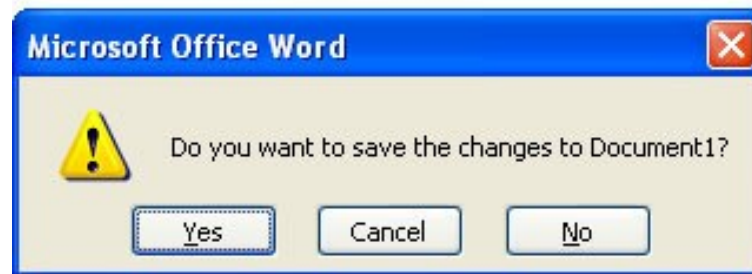 Microsoft Office Word
Do you want to save the changes to Document1?
Yes Cancel No